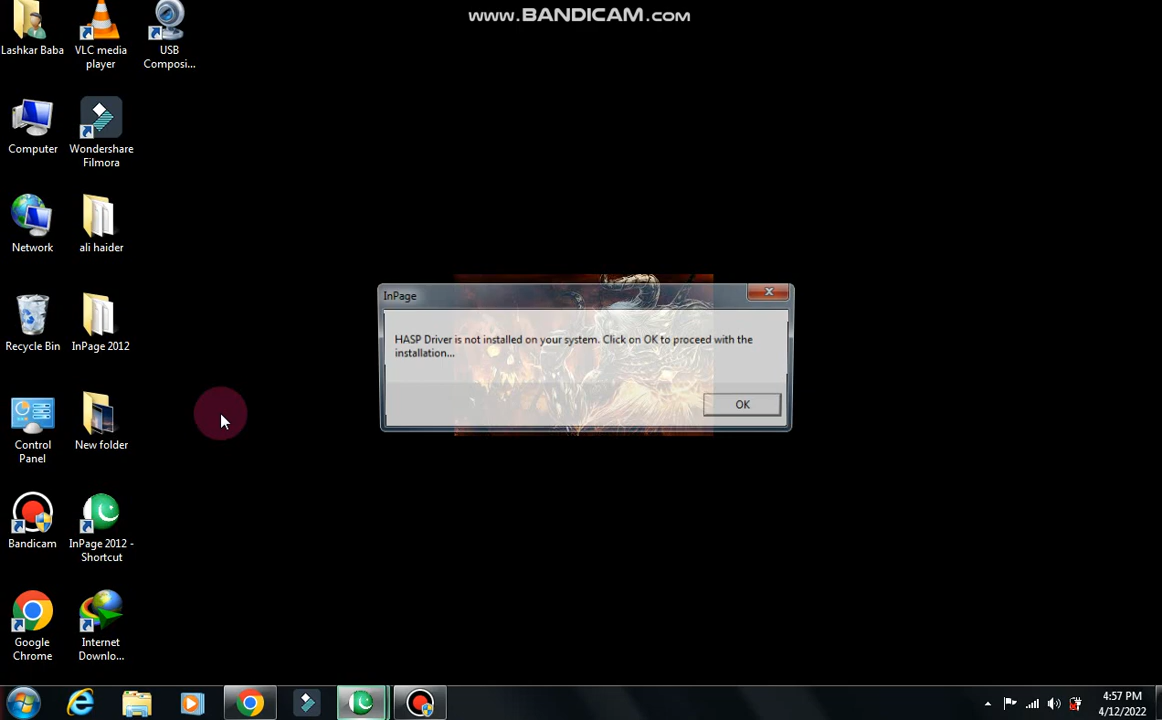 www.BANDICAM.com
Lashkar Baba
VLC media
player
USB
Composi...
Computer
Wondershare
Filmora
Network
ali haider
Recycle Bin
InPage 2012
Control
Panel
New folder
Bandicam
InPage 2012 -
Shortcut
Google
Chrome
Internet
Downlo...
InPage
HASP Driver is not installed on your system. Click on OK to proceed with the
installation...
OK
4:57 PM
4/12/2022